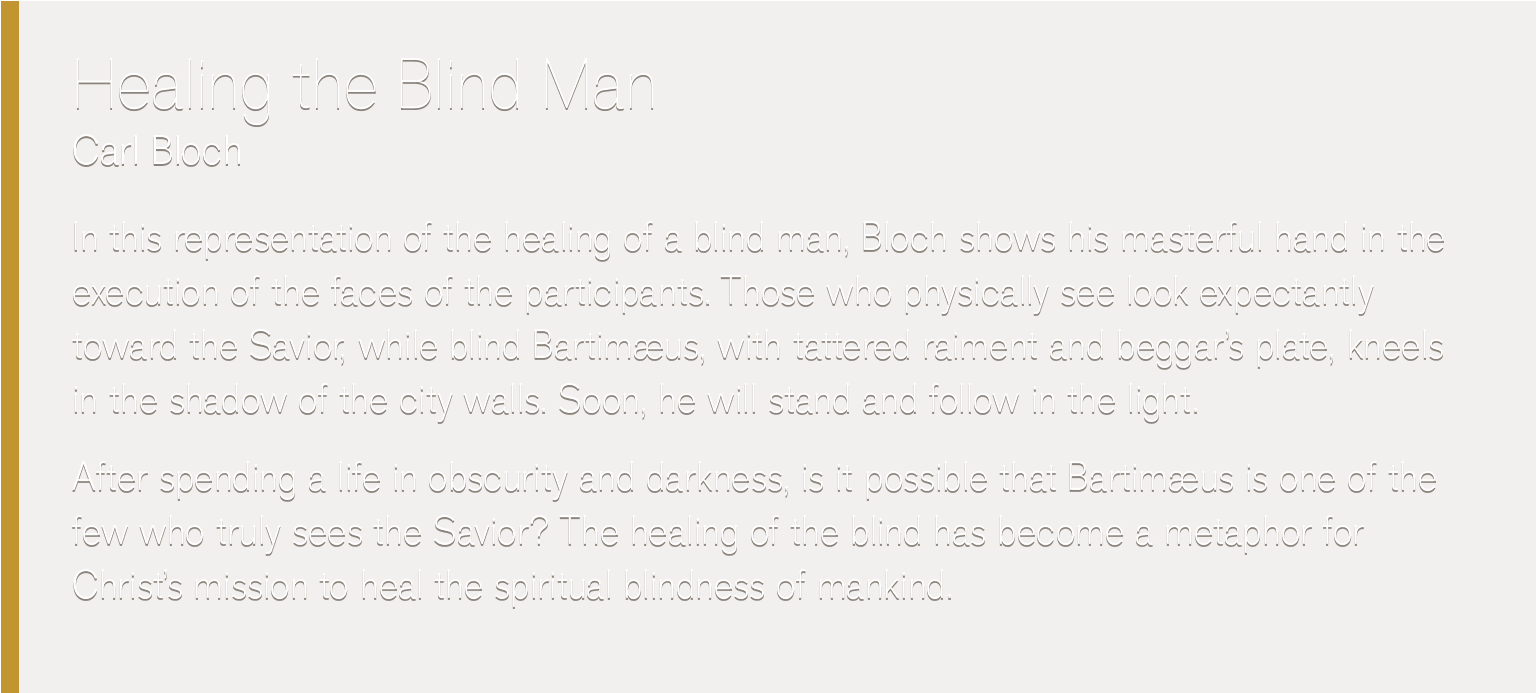 Healing the Blind Man
Carl Bloch
In this representation of the healing of a blind man, Bloch shows his masterful hand in the
execution of the faces of the participants. Those who physically see look expectantly
toward the Savior, while blind Bartimæus, with tattered raiment and beggar's plate, kneels
in the shadow of the city walls. Soon, he will stand and follow in the light.
After spending a life in obscurity and darkness, is it possible that Bartimæus is one of the
few who truly sees the Savior? The healing of the blind has become a metaphor for
Christ's mission to heal the spiritual blindness of mankind.